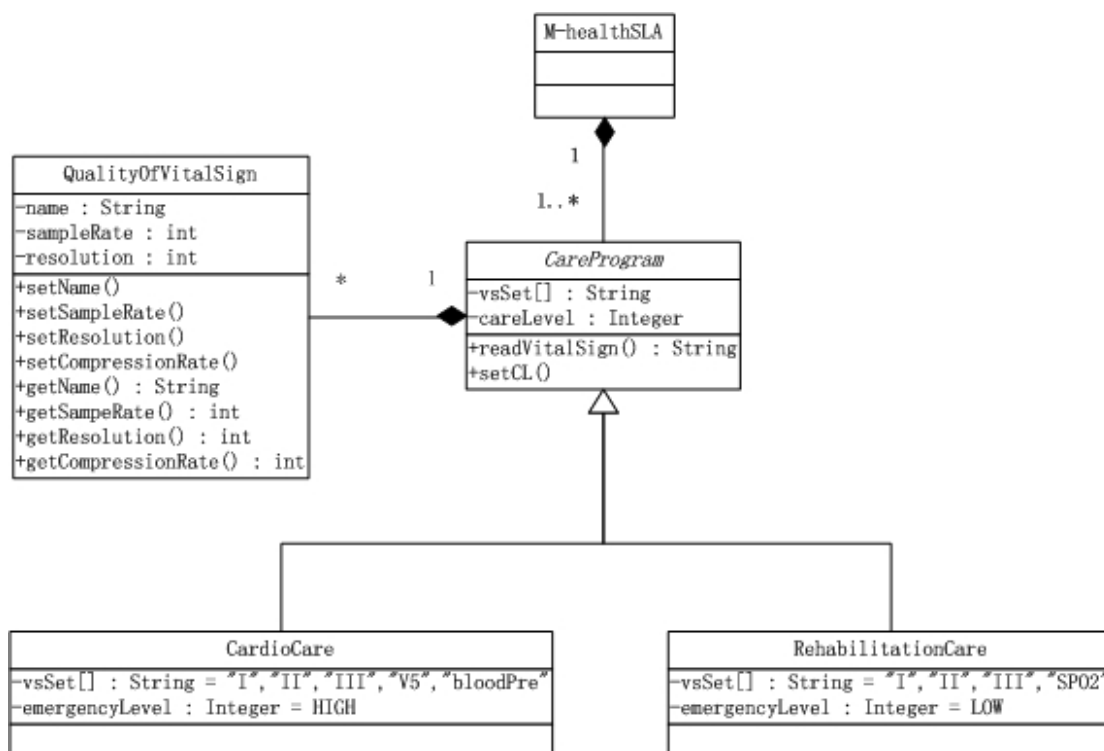 M-healthSLA
1
1..*
QualityOfVitalSign
-name : String
-sampleRate : int
-resolution : int
+setName()
+setSampleRate()
+setResolution()
+setCompressionRate()
+getName() : String
+getSampeRate() : int
+getResolution() : int
+getCompressionRate() : int
* 1
CareProgram
-vsSet[] : String
-careLevel : Integer
+readVitalSign() : String
+setCL()
CardioCare
-vsSet[] : String = "I","II","III","V5","bloodPre"
-emergencyLevel : Integer = HIGH
RehabilitationCare
-vsSet[] : String = "I","II","III","SPO2"
-emergencyLevel : Integer = LOW